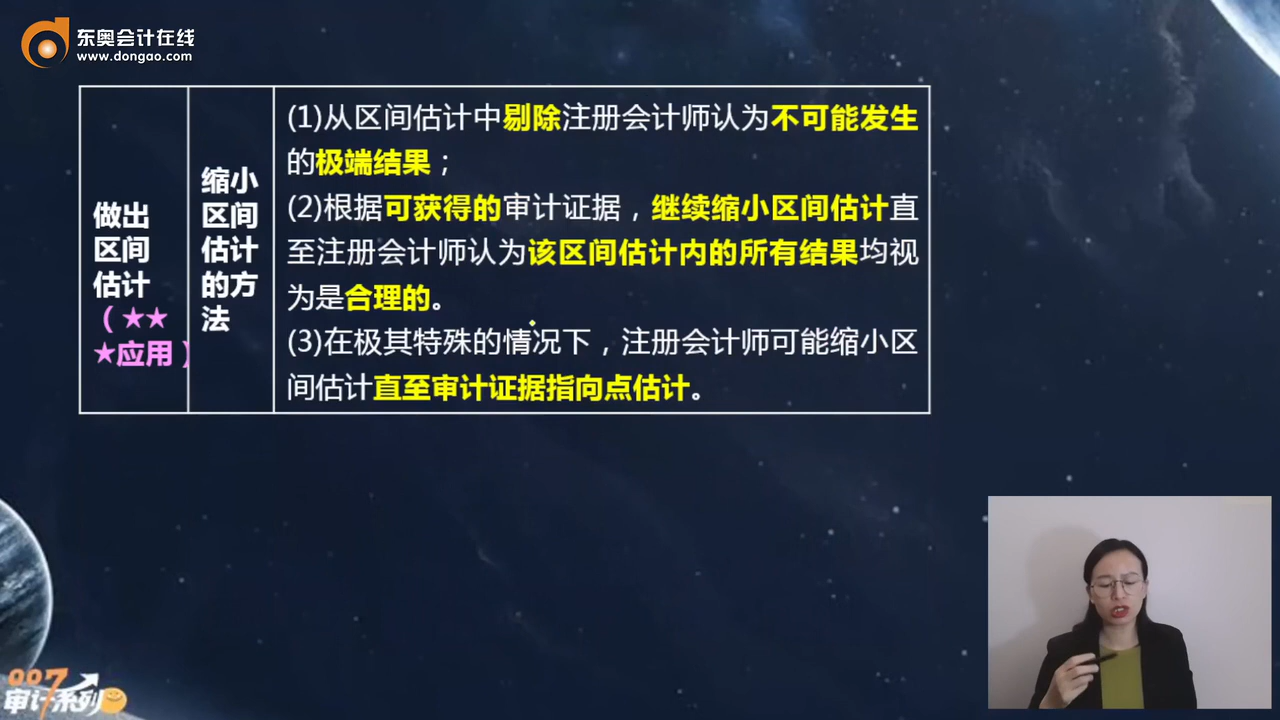 东奥会计在线
www.dongao.com
做出
区间
估计
（★★
★应用）
缩小
区间
估计
的方
法
(1)从区间估计中剔除注册会计师认为不可能发生
的极端结果；
(2)根据可获得的审计证据，继续缩小区间估计直
至注册会计师认为该区间估计内的所有结果均视
为是合理的。
(3)在极其特殊的情况下，注册会计师可能缩小区
间估计直至审计证据指向点估计。
007
审计系列